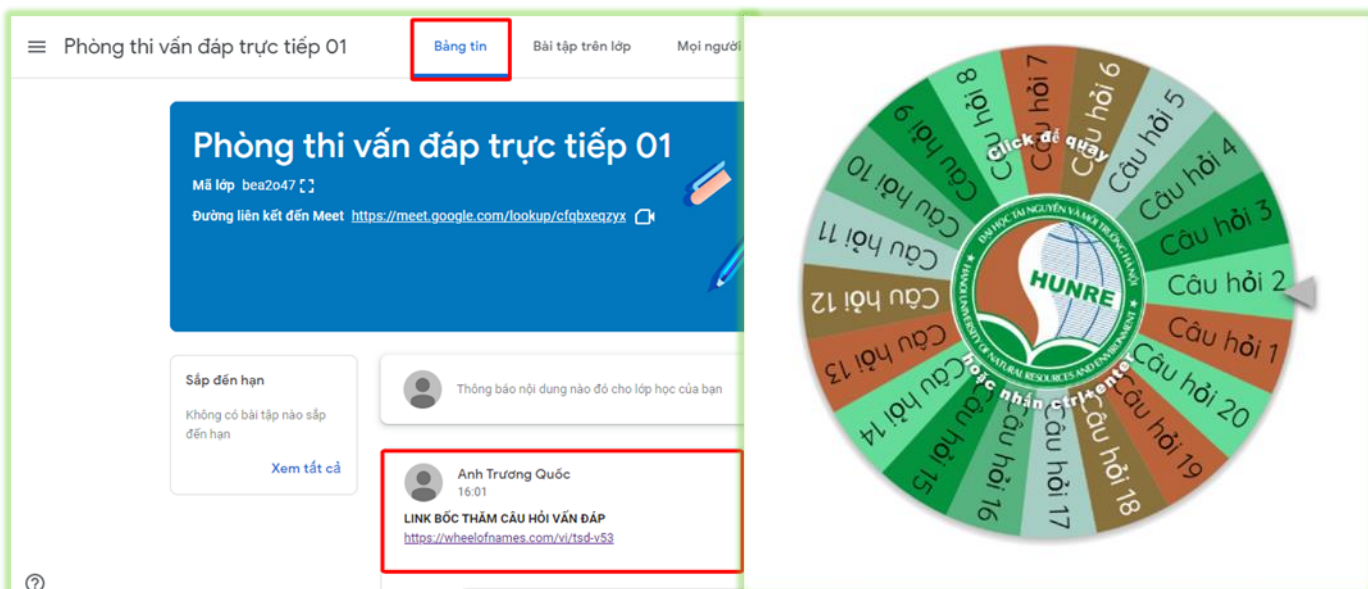 Phòng thi vấn đáp trực tiếp 01
Bảng tin
Bài tập trên lớp
Mọi người
Phòng thi vấn đáp trực tiếp 01
Mã lớp bea2o47
Đường liên kết đến Meet https://meet.google.com/lookup/cfqbxeqzyx
Sắp đến hạn
Không có bài tập nào sắp
đến hạn
Xem tất cả
Thông báo nội dung nào đó cho lớp học của bạn
Anh Trương Quốc
16:01
LINK BỐC THĂM CÂU HỎI VẤN ĐÁP
https://wheelofnames.com/vi/tsd-v53
Câu hỏi 1
Câu hỏi 2
Câu hỏi 3
Câu hỏi 4
Câu hỏi 5
Câu hỏi 6
Câu hỏi 7
Câu hỏi 8
Câu hỏi 9
Câu hỏi 10
Câu hỏi 11
Câu hỏi 12
Câu hỏi 13
Câu hỏi 14
Câu hỏi 15
Câu hỏi 16
Câu hỏi 17
Câu hỏi 18
Câu hỏi 19
Câu hỏi 20
Click để quay
hoặc nhấn ctrl+enter
ĐẠI HỌC TÀI NGUYÊN VÀ MÔI TRƯỜNG HÀ NỘI
HUNRE
HANOI UNIVERSITY OF NATURAL RESOURCES AND ENVIRONMENT